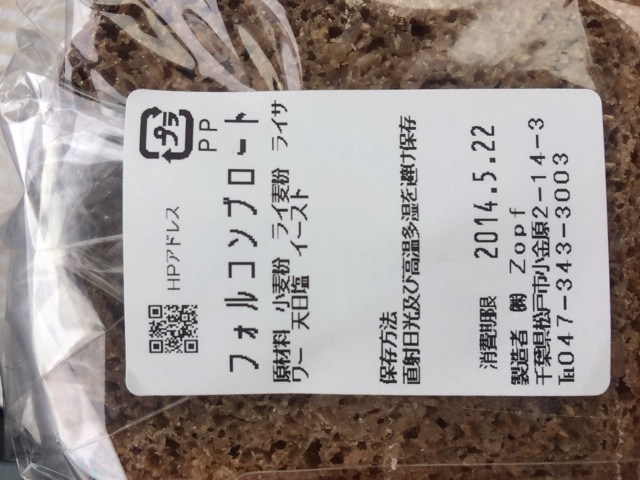 プラ
PP
HPアドレス
フォルコンブロート
原材料 小麦粉 ライ麦粉 ライサ
ワー 天日塩 イースト
保存方法
直射日光及び高温多湿を避け保存
消費期限 2014.5.22
製造者 ㈱ Zopf
千葉県松戸市小金原2-14-3
℡047-343-3003